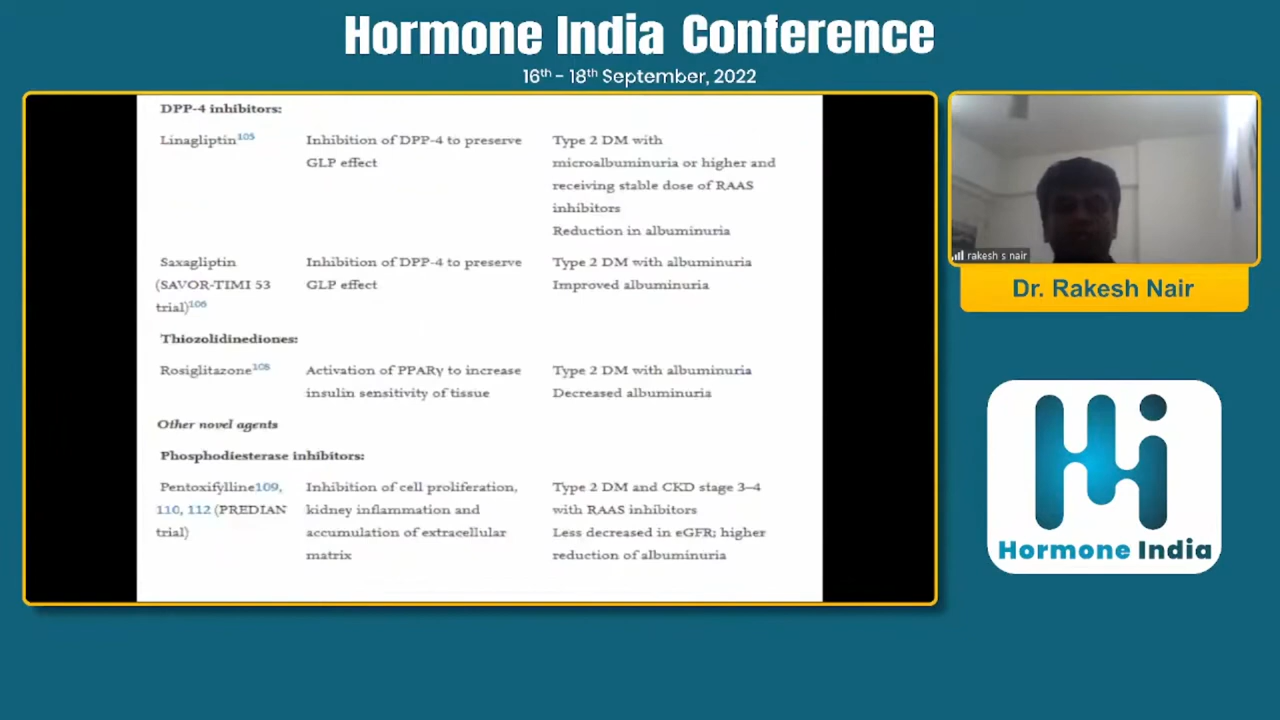 Hormone India Conference
16th - 18th September, 2022
DPP-4 inhibitors:
Linagliptin105
Inhibition of DPP-4 to preserve
GLP effect
Type 2 DM with
microalbuminuria or higher and
receiving stable dose of RAAS
inhibitors
Reduction in albuminuria
Saxagliptin
(SAVOR-TIMI 53
trial)106
Inhibition of DPP-4 to preserve
GLP effect
Type 2 DM with albuminuria
Improved albuminuria
Thiozolidinediones:
Rosiglitazone108
Activation of PPARγ to increase
insulin sensitivity of tissue
Type 2 DM with albuminuria
Decreased albuminuria
Other novel agents
Phosphodiesterase inhibitors:
Pentoxifylline109,
110, 112 (PREDIAN
trial)
Inhibition of cell proliferation,
kidney inflammation and
accumulation of extracellular
matrix
Type 2 DM and CKD stage 3–4
with RAAS inhibitors
Less decreased in eGFR; higher
reduction of albuminuria
rakesh s nair
Dr. Rakesh Nair
Hi
Hormone India